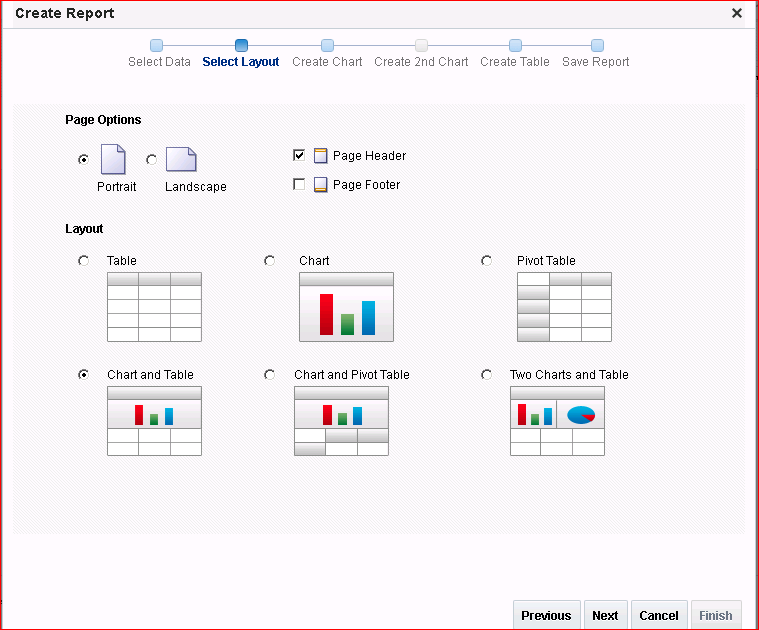 Create Report
Select Data Select Layout Create Chart Create 2nd Chart Create Table Save Report
Page Options
Page Header
Page Footer
Portrait Landscape
Layout
Table Chart Pivot Table
Chart and Table Chart and Pivot Table Two Charts and Table
Previous Next Cancel Finish